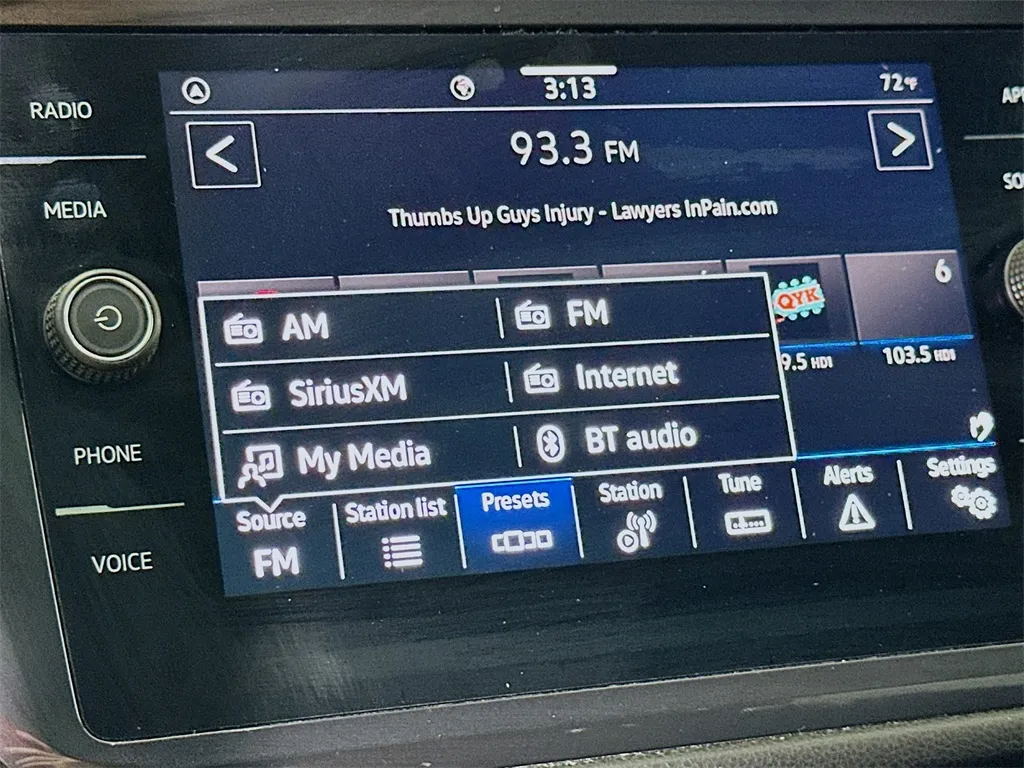 RADIO
MEDIA
PHONE
VOICE
3:13
72°F
93.3 FM
Thumbs Up Guys Injury - Lawyers InPain.com
AM
FM
SiriusXM
Internet
My Media
BT audio
QYK
6
9.5 HD1
103.5 HD1
Source
FM
Station list
Presets
Station
Tune
Alerts
Settings